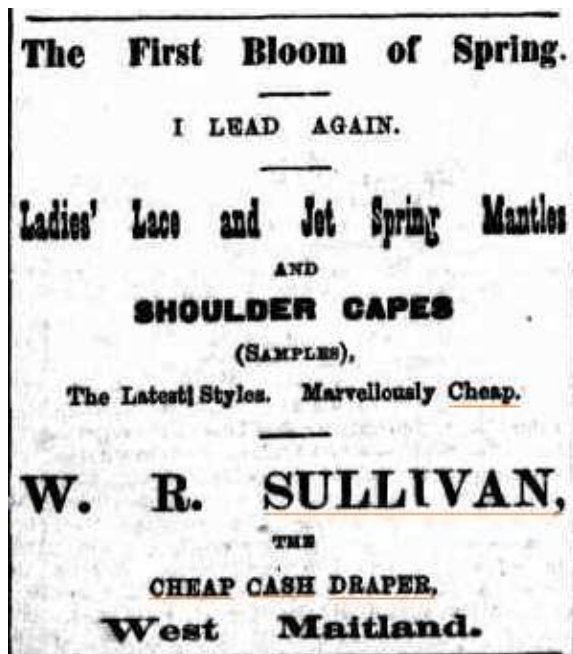 The First Bloom of Spring.
I LEAD AGAIN.
Ladies' Lace and Jet Spring Mantles
AND
SHOULDER CAPES
(SAMPLES),
The Latest Styles. Marvellously Cheap.
W. R. SULLIVAN,
THE
CHEAP CASH DRAPER,
West Maitland.